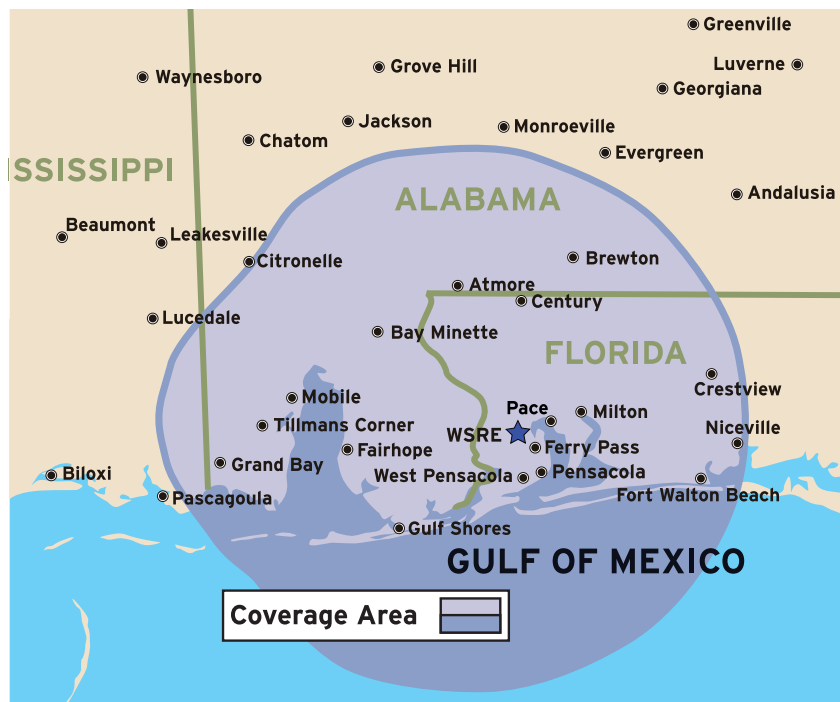 Greenville
Luverne
Grove Hill
Waynesboro
Georgiana
Jackson
Monroeville
Chatom
Evergreen
SSISSIPPI
ALABAMA
Andalusia
Beaumont
Leakesville
Citronelle
Brewton
Atmore
Century
Lucedale
Bay Minette
FLORIDA
Crestview
Mobile
Pace
Milton
Tillmans Corner
WSRE
Niceville
Fairhope
Ferry Pass
Grand Bay
Biloxi
West Pensacola
Pensacola
Fort Walton Beach
Pascagoula
Gulf Shores
GULF OF MEXICO
Coverage Area